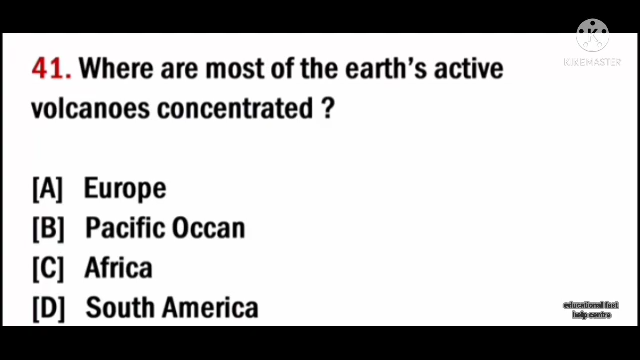 KINEMASTER
41. Where are most of the earth's active
volcanoes concentrated ?
[A] Europe
[B] Pacific Occan
[C] Africa
[D] South America
educational fast
help centre